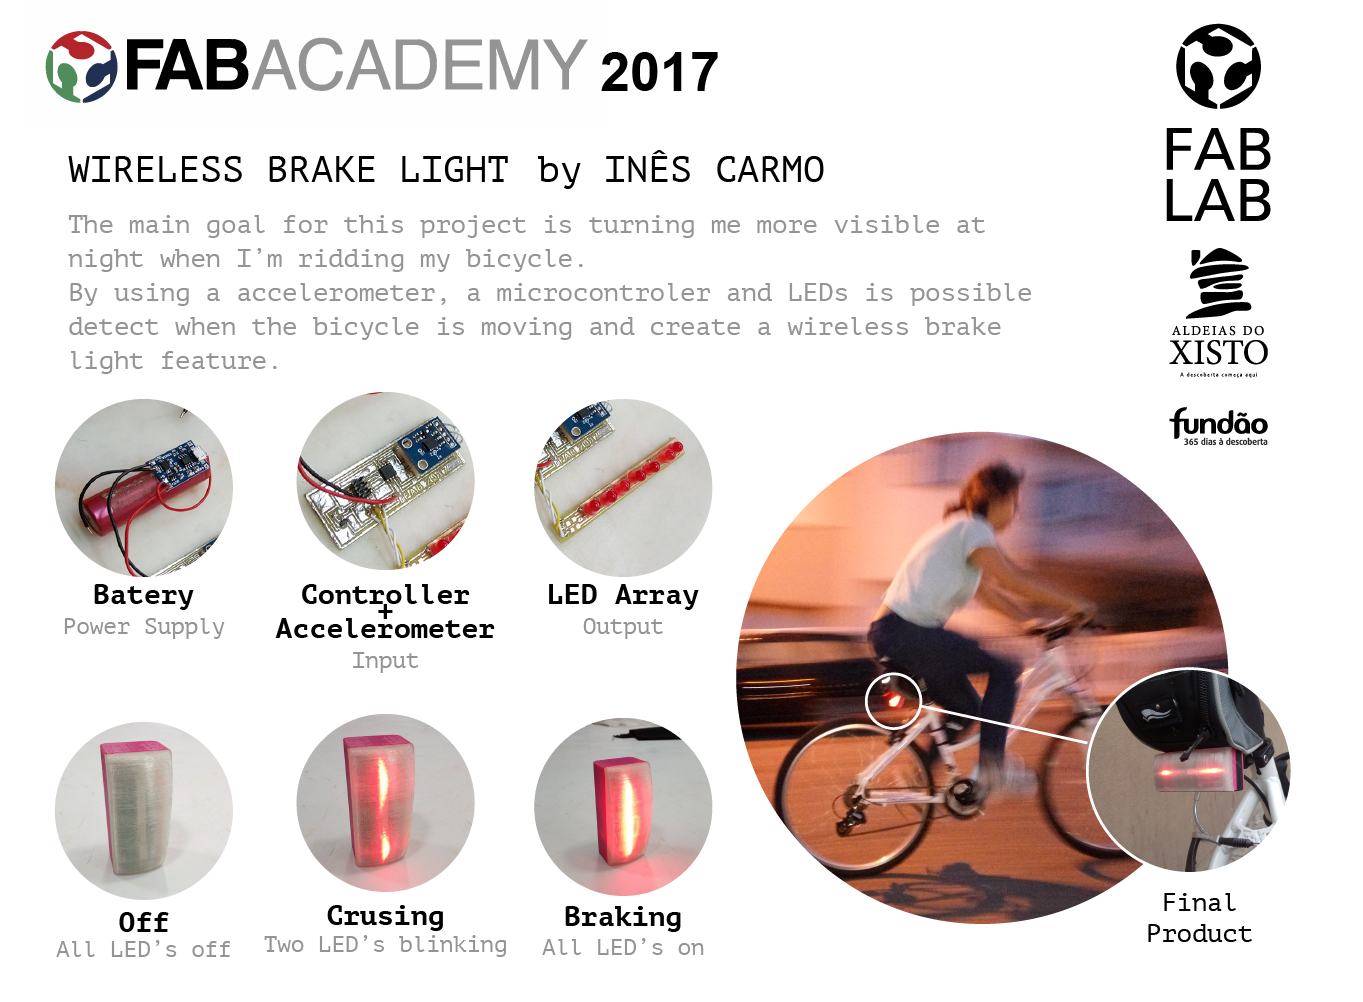 FABACADEMY 2017
WIRELESS BRAKE LIGHT by INÊS CARMO
The main goal for this project is turning me more visible at
night when I’m ridding my bicycle.
By using a accelerometer, a microcontroler and LEDs is possible
detect when the bicycle is moving and create a wireless brake
light feature.
FAB
LAB
ALDEIAS DO
XISTO
A descoberta começa aqui
fundão
365 dias à descoberta
Batery
Power Supply
Controller
+
Accelerometer
Input
LED Array
Output
Off
All LED’s off
Crusing
Two LED’s blinking
Braking
All LED’s on
Final
Product